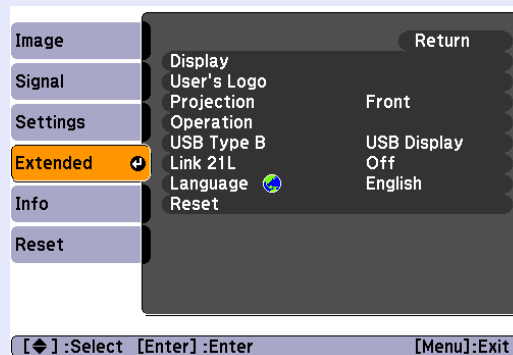 Image
Signal
Settings
Extended
Info
Reset
Return
Display
User's Logo
Projection Front
Operation
USB Type B USB Display
Link 21L Off
Language English
Reset
[◆] :Select [Enter] :Enter [Menu]:Exit